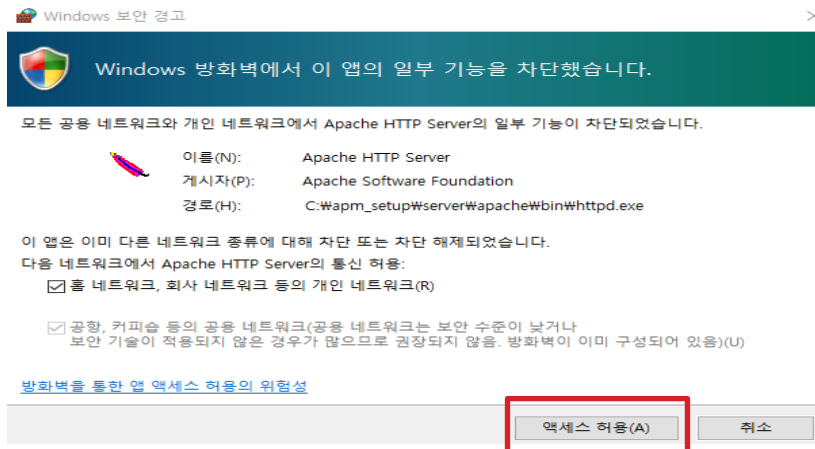 Windows 보안 경고
Windows 방화벽에서 이 앱의 일부 기능을 차단했습니다.
모든 공용 네트워크와 개인 네트워크에서 Apache HTTP Server의 일부 기능이 차단되었습니다.
이름(N): Apache HTTP Server
게시자(P): Apache Software Foundation
경로(H): C:₩apm_setup₩server₩apache₩bin₩httpd.exe
이 앱은 이미 다른 네트워크 종류에 대해 차단 또는 차단 해제되었습니다.
다음 네트워크에서 Apache HTTP Server의 통신 허용:
홈 네트워크, 회사 네트워크 등의 개인 네트워크(R)
공항, 커피숍 등의 공용 네트워크(공용 네트워크는 보안 수준이 낮거나
보안 기술이 적용되지 않은 경우가 많으므로 권장되지 않음. 방화벽이 이미 구성되어 있음)(U)
방화벽을 통한 앱 액세스 허용의 위험성
액세스 허용(A) 취소